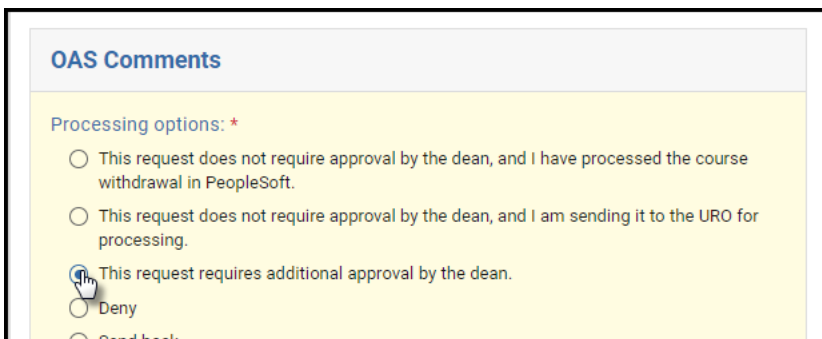 OAS Comments
Processing options: *
This request does not require approval by the dean, and I have processed the course
withdrawal in PeopleSoft.
This request does not require approval by the dean, and I am sending it to the URO for
processing.
This request requires additional approval by the dean.
Deny
Send back